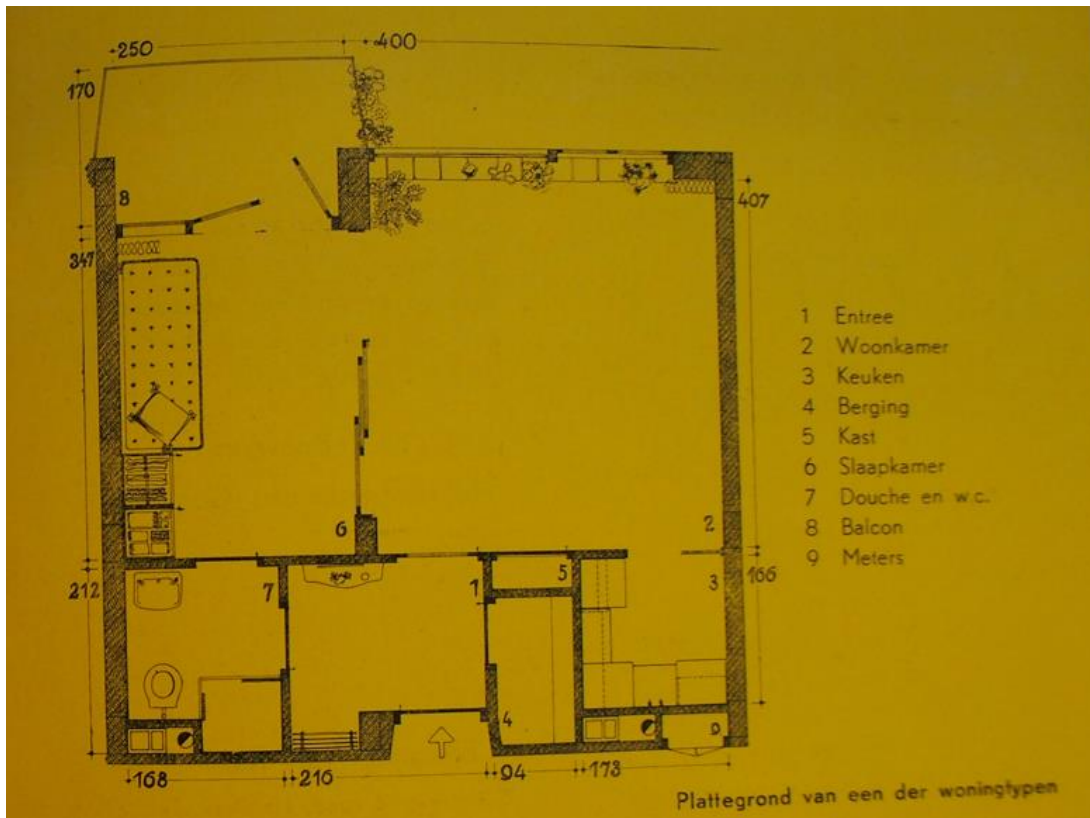 250
400
170
8
407
347
6
2
1 Entree
2 Woonkamer
3 Keuken
4 Berging
5 Kast
6 Slaapkamer
7 Douche en w.c.
8 Balcon
9 Meters
212
7
1
5
3
166
4
9
168
216
94
173
Plattegrond van een der woningtypen